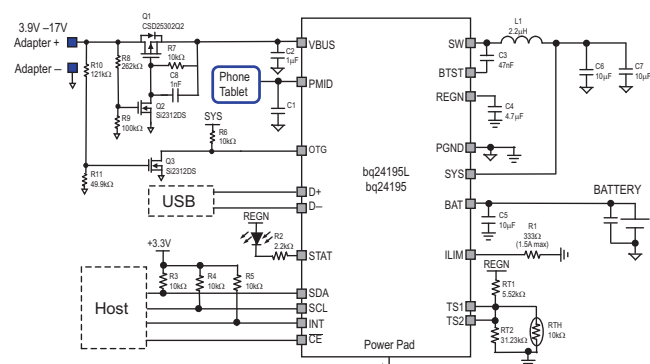 3.9V –17V
Adapter +
Adapter –
Q1
CSD25302Q2
R10
121kΩ
R8
262kΩ
R7
10kΩ
C8
1nF
Q2
Si2312DS
R9
100kΩ
R11
49.9kΩ
Q3
Si2312DS
Phone
Tablet
C2
1µF
C1
SYS
R6
10kΩ
USB
REGN
R2
2.2kΩ
+3.3V
R3
10kΩ
R4
10kΩ
R5
10kΩ
Host
VBUS
PMID
OTG
D+
D–
STAT
SDA
SCL
INT
CE
bq24195L
bq24195
Power Pad
SW
BTST
REGN
PGND
SYS
BAT
ILIM
TS1
TS2
L1
2.2µH
C3
47nF
C4
4.7µF
C6
10µF
C7
10µF
C5
10µF
BATTERY
R1
333Ω
(1.5A max)
REGN
RT1
5.52kΩ
RT2
31.23kΩ
RTH
10kΩ